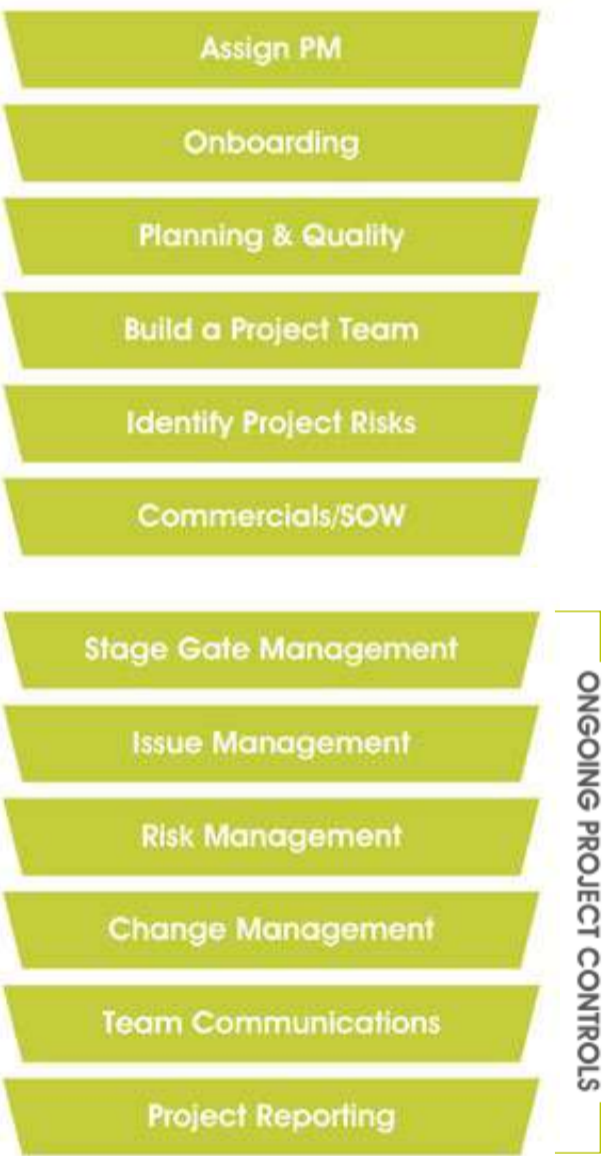 Assign PM
Onboarding
Planning & Quality
Build a Project Team
Identify Project Risks
Commercials/SOW
Stage Gate Management
Issue Management
Risk Management
Change Management
Team Communications
Project Reporting
ONGOING PROJECT CONTROLS